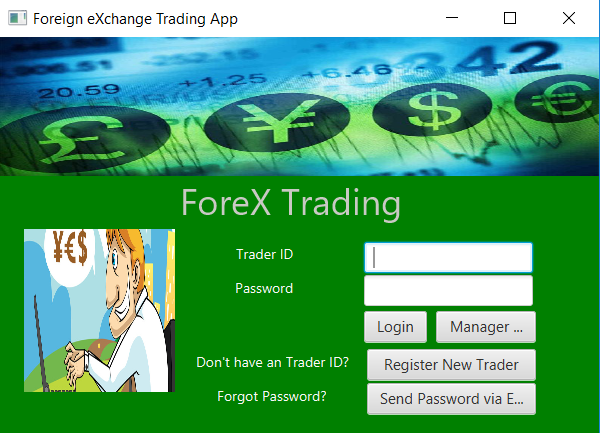 Foreign eXchange Trading App
342
20.59 +1.25 +6.46
£ ¥ $ €
ForeX Trading
¥€$
Trader ID
Password
Login Manager ...
Don't have an Trader ID? Register New Trader
Forgot Password? Send Password via E...